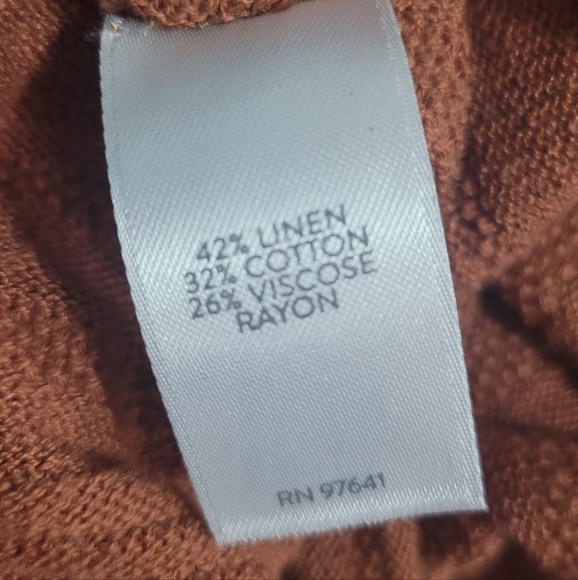 42% LINEN
32% COTTON
26% VISCOSE
RAYON
RN 97641